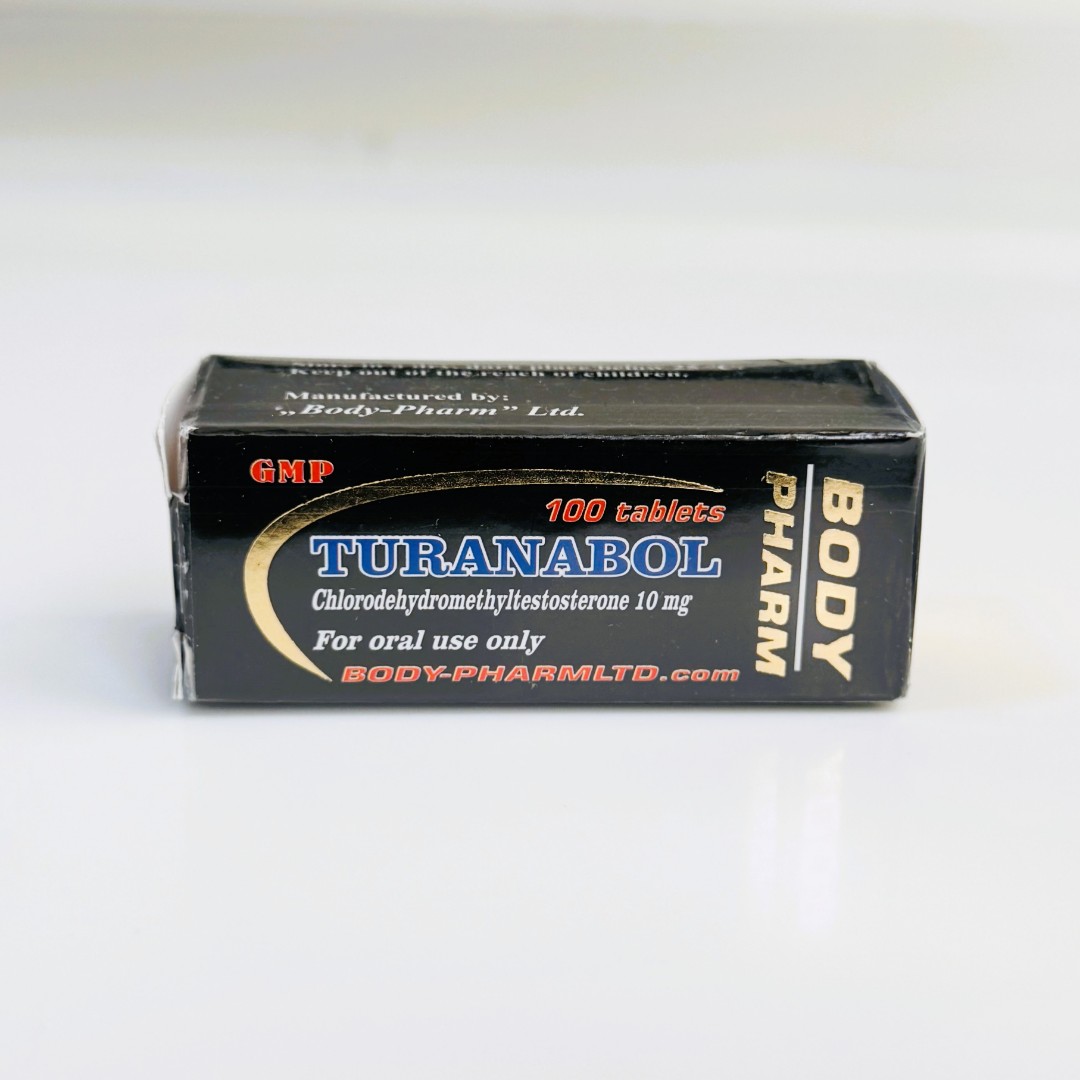 Keep out of the reach of children.
Manufactured by:
„Body-Pharm” Ltd.
GMP
100 tablets
TURANABOL
Chlorodehydromethyltestosterone 10 mg
For oral use only
BODY-PHARMLTD.com
BODY
PHARM